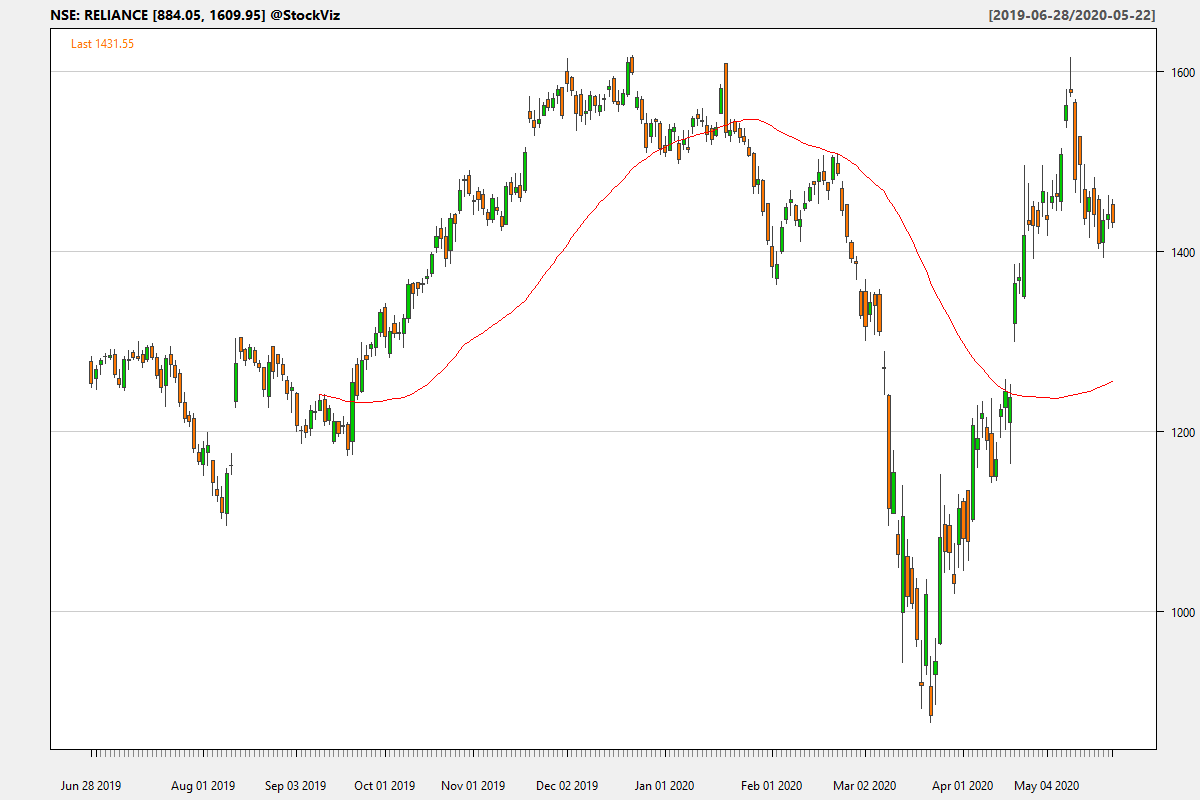 NSE: RELIANCE [884.05, 1609.95] @StockViz [2019-06-28/2020-05-22]
Last 1431.55
1600
1400
1200
1000
Jun 28 2019 Aug 01 2019 Sep 03 2019 Oct 01 2019 Nov 01 2019 Dec 02 2019 Jan 01 2020 Feb 01 2020 Mar 02 2020 Apr 01 2020 May 04 2020